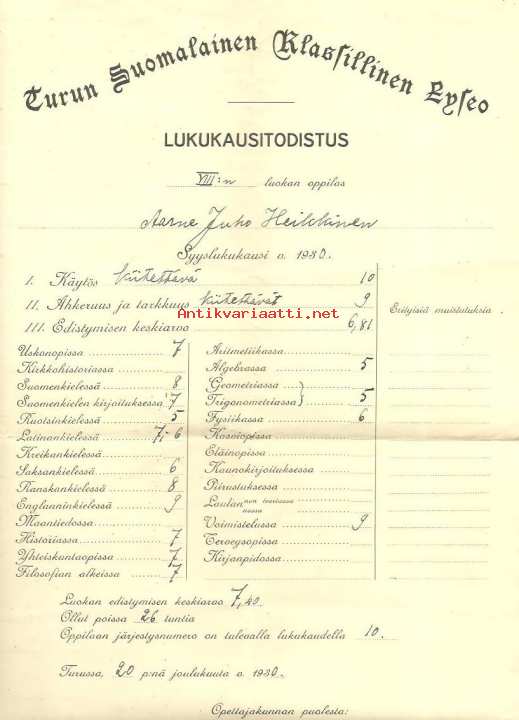 Turun Suomalainen Klassillinen Lyseo
LUKUKAUSITODISTUS
VIII:n luokan oppilas
Aarne Juho Heikkinen
Syyslukukausi v. 1930.
I. Käytös kiitettävä 10
II. Ahkeruus ja tarkkuus kiitettävät 9
III. Edistymisen keskiarvo 6,81
Erityisiä muistutuksia
Antikvariaatti.net
Uskonopissa 7
Kirkkohistoriassa
Suomenkielessä 8
Suomenkielen kirjoituksessa 7
Ruotsinkielessä 5
Latinankielessä 7,- 6
Kreikankielessä
Saksankielessä 6
Ranskankielessä 8
Englanninkielessä 9
Maantiedossa
Historiassa 7
Yhteiskuntaopissa 7
Filosofian alkeissa 7
Aritmetiikassa
Algebrassa 5
Geometriassa
Trigonometriassa 5
Fysiikassa 6
Kasviopissa
Eläinopissa
Kaunokirjoituksessa
Piirustuksessa
Laulun
Voimistelussa 9
Terveysopissa
Kirjanpidossa
Luokan edistymisen keskiarvo 7,40.
Ollut poissa 26 tuntia
Oppilaan järjestysnumero on tulevalla lukukaudella 10.
Turussa, 20 p:nä joulukuuta v. 1930.
Opettajakunnan puolesta: